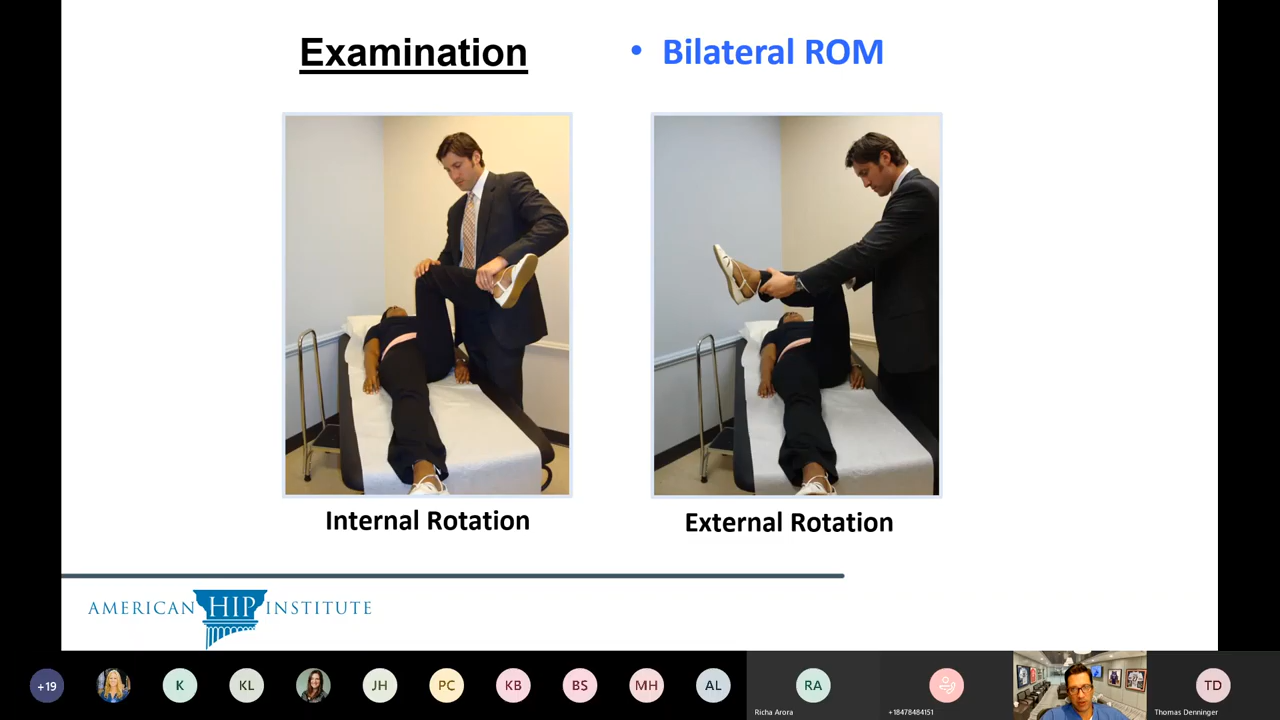 Examination
• Bilateral ROM
Internal Rotation
External Rotation
AMERICAN HIP INSTITUTE
+19
K
KL
JH
PC
KB
BS
MH
AL
RA
Richa Arora
+18478484151
TD
Thomas Denninger